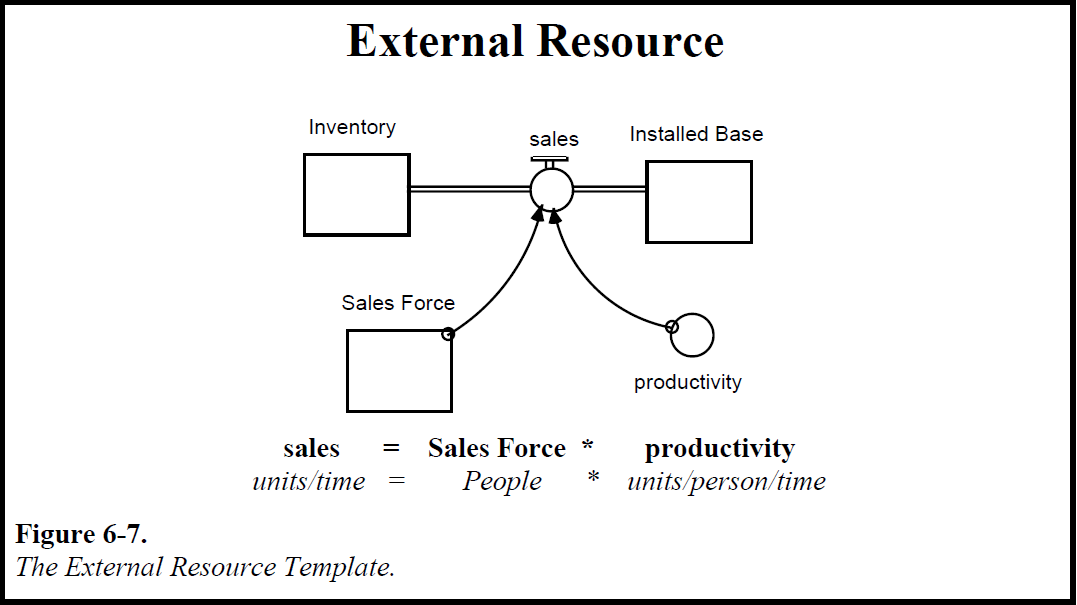 External Resource
Inventory
sales
Installed Base
Sales Force
productivity
sales = Sales Force * productivity
units/time = People * units/person/time
Figure 6-7.
The External Resource Template.